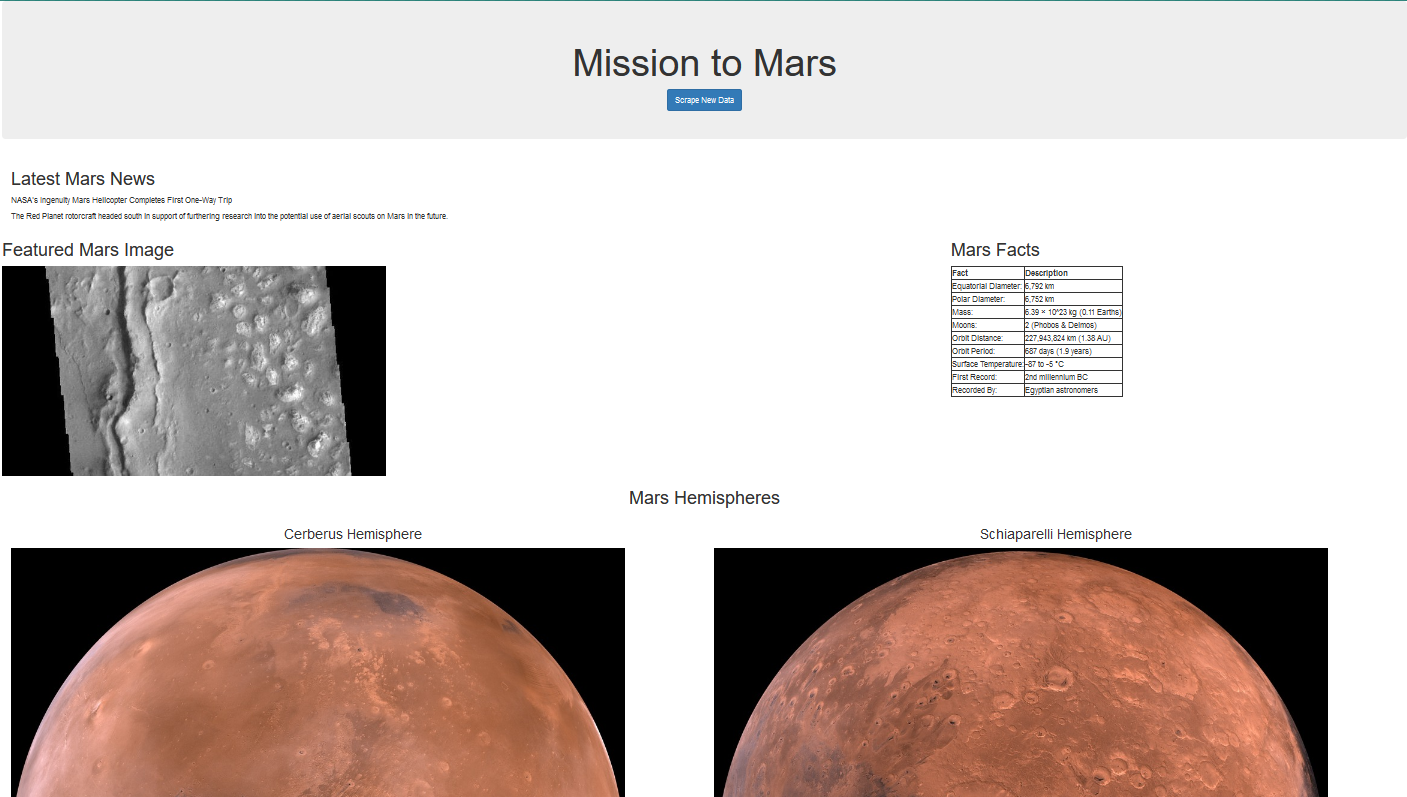 Mission to Mars
Scrape New Data
Latest Mars News
NASA's Ingenuity Mars Helicopter Completes First One-Way Trip
The Red Planet rotorcraft headed south in support of furthering research into the potential use of aerial scouts on Mars in the future.
Featured Mars Image
Mars Facts
Fact Description
Equatorial Diameter: 6,792 km
Polar Diameter: 6,752 km
Mass: 6.39 × 10^23 kg (0.11 Earths)
Moons: 2 (Phobos & Deimos)
Orbit Distance: 227,943,824 km (1.38 AU)
Orbit Period: 687 days (1.9 years)
Surface Temperature: -87 to -5 °C
First Record: 2nd millennium BC
Recorded By: Egyptian astronomers
Mars Hemispheres
Cerberus Hemisphere
Schiaparelli Hemisphere